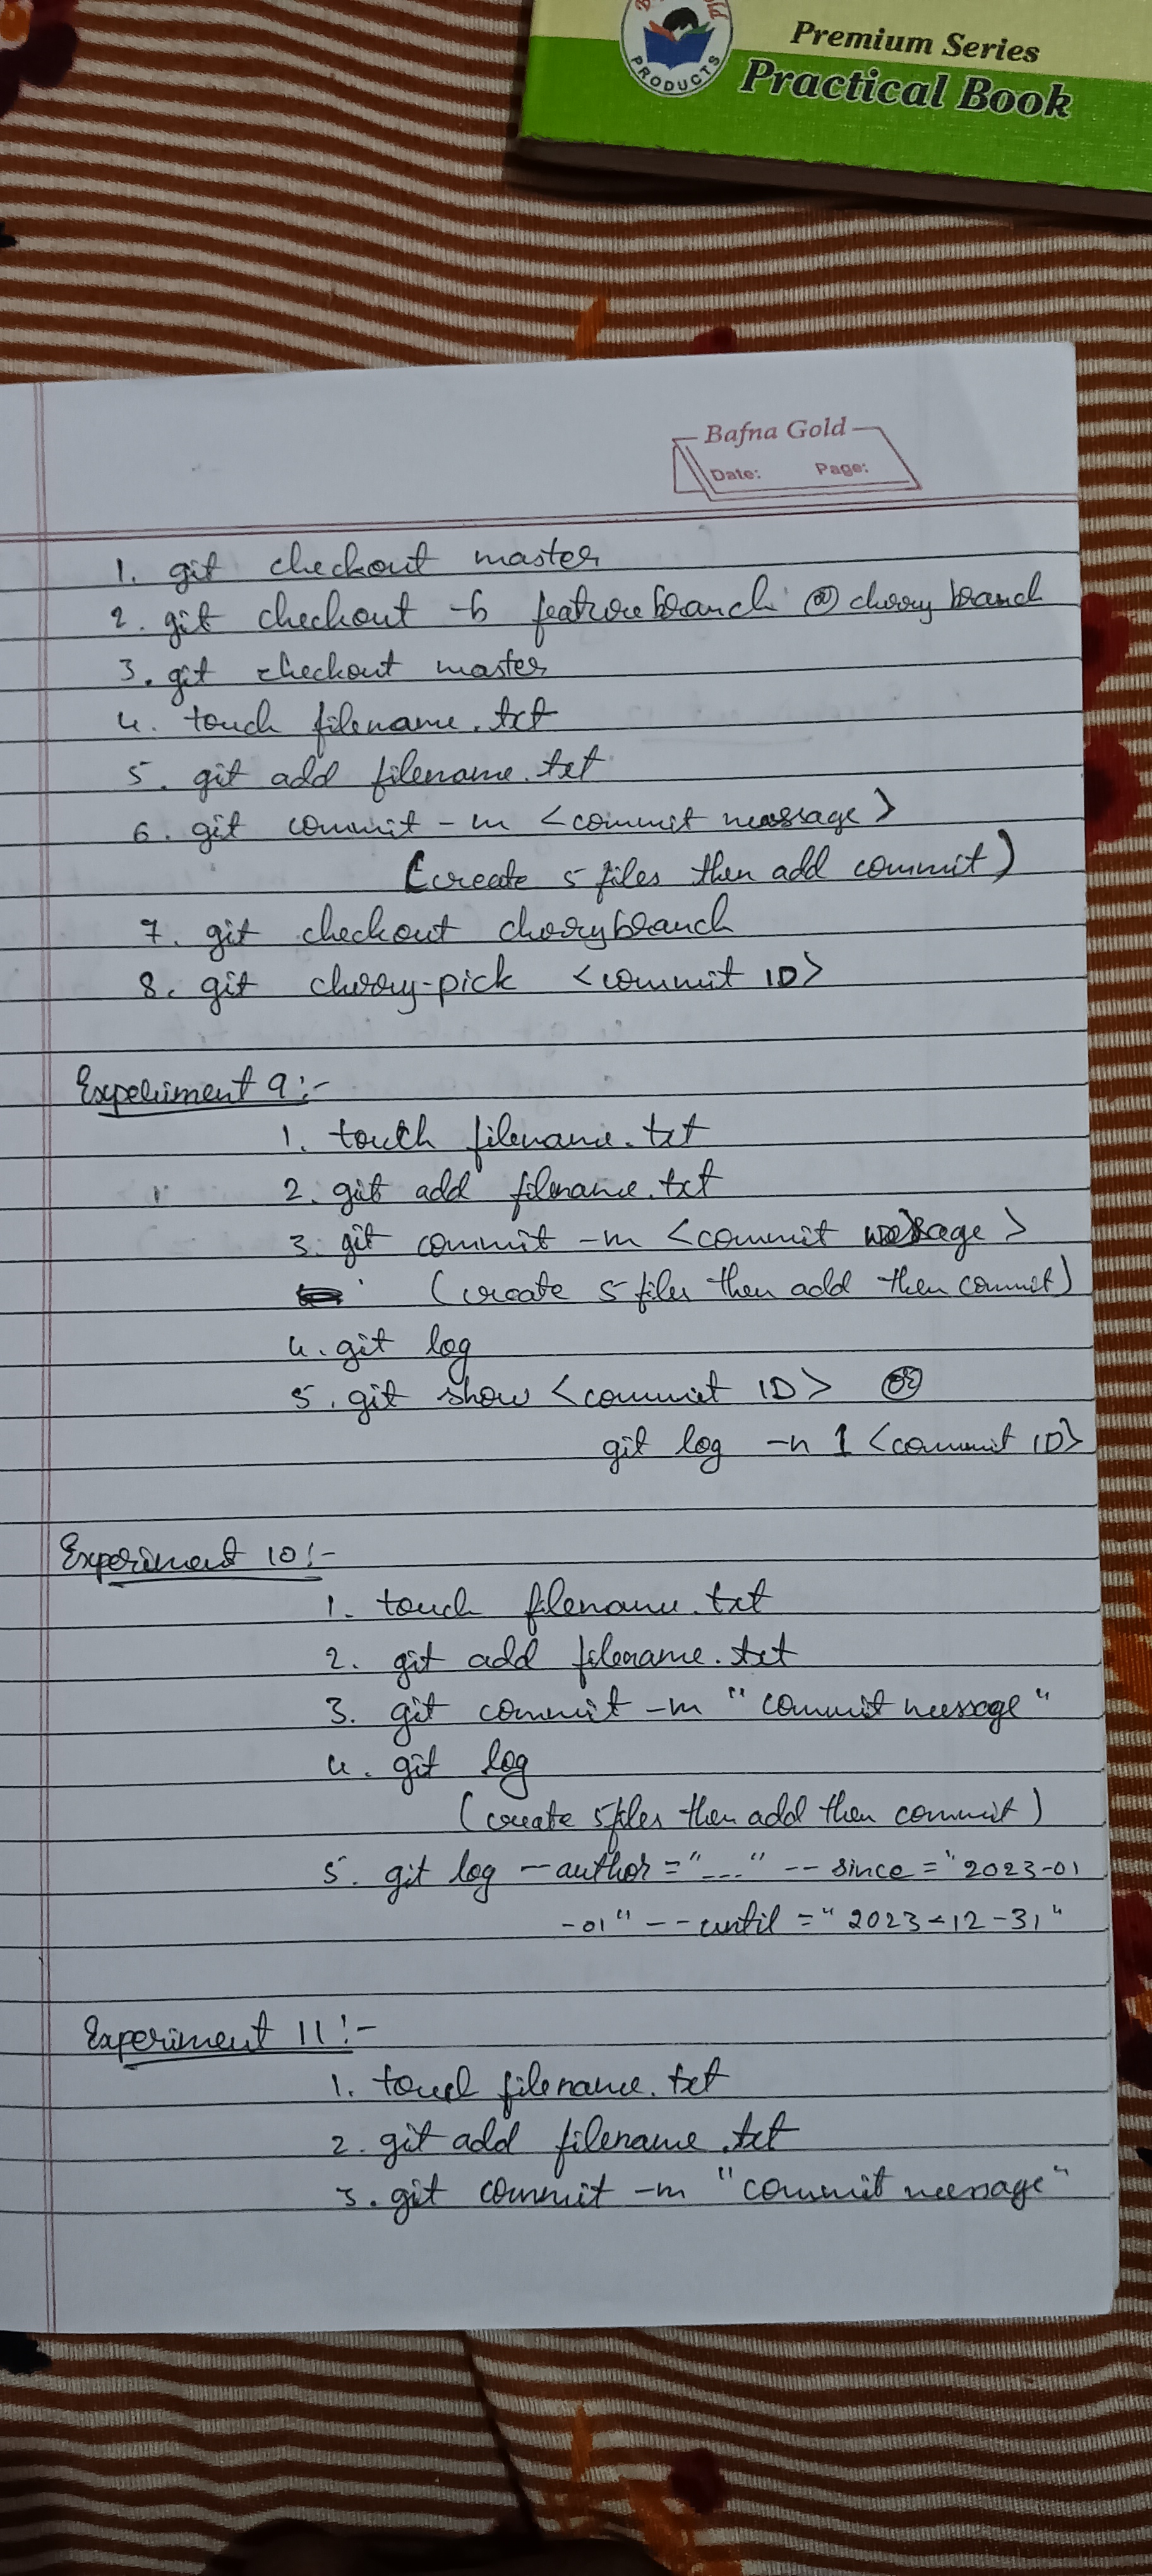 PRODUCTS
Premium Series
Practical Book
Bafna Gold
Date: Page:
1. git checkout master
2. git checkout -b featurebranch (or) cherry branch
3. git checkout master
4. touch filename.txt
5. git add filename.txt
6. git commit -m <commit message>
(create 5 files then add commit)
7. git checkout cherrybranch
8. git cherry-pick <commit ID>
Experiment 9:-
1. touch filename.txt
2. git add filename.txt
3. git commit -m <commit message>
(create 5 files then add then commit)
4. git log
5. git show <commit ID> (or)
git log -n 1 <commit ID>
Experiment 10:-
1. touch filename.txt
2. git add filename.txt
3. git commit -m "commit message"
4. git log
(create 5 files then add then commit)
5. git log --author="---" --since="2023-01
-01" --until="2023-12-31"
Experiment 11:-
1. touch filename.txt
2. git add filename.txt
3. git commit -m "commit message"